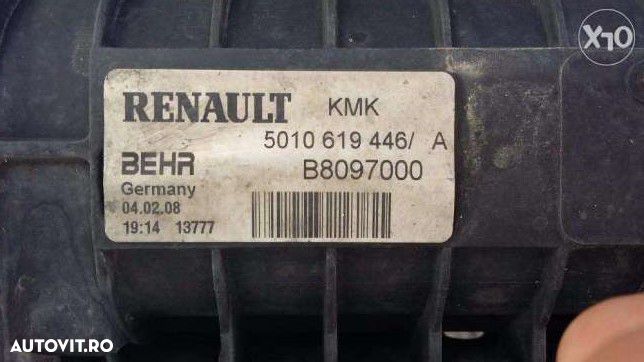 OLX
RENAULT KMK
5010 619 446/ A
BEHR B8097000
Germany
04.02.08
19:14 13777
AUTOVIT.RO